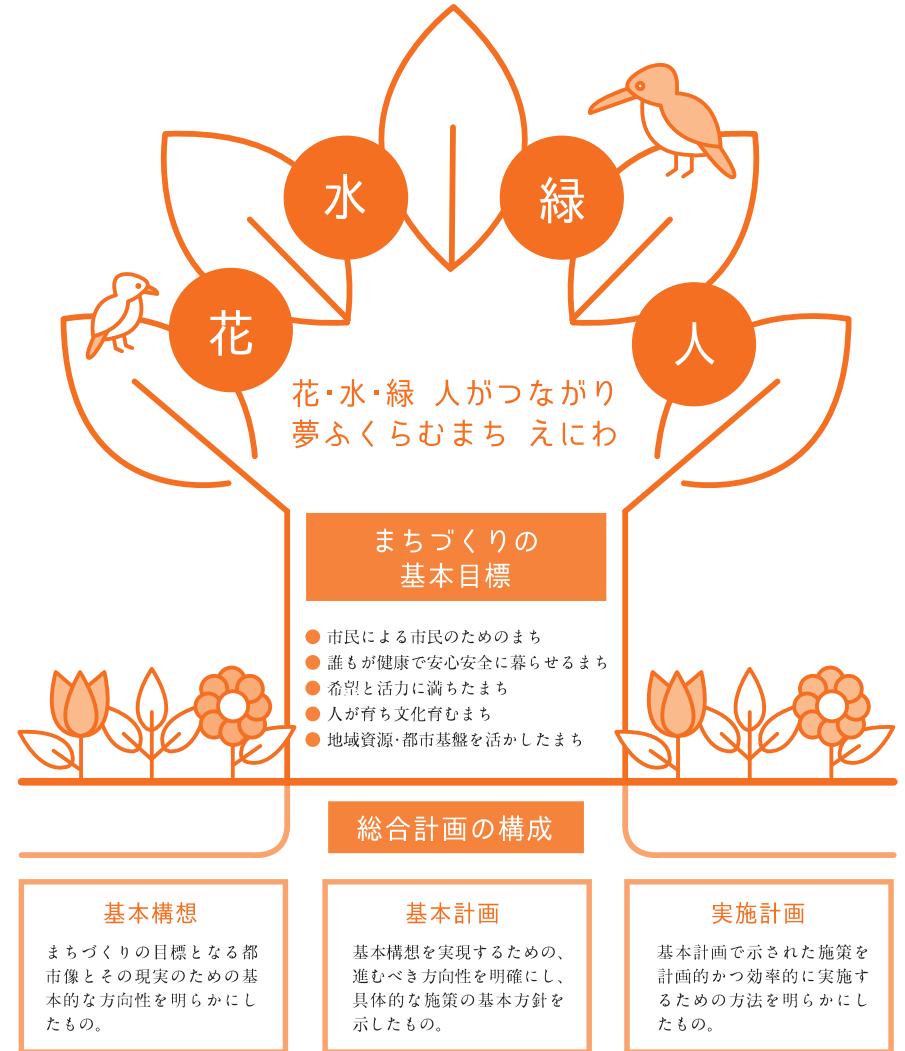 水
緑
花
人
花・水・緑 人がつながり
夢ふくらむまち えにわ
まちづくりの
基本目標
市民による市民のためのまち
誰もが健康で安心安全に暮らせるまち
希望と活力に満ちたまち
人が育ち文化育むまち
地域資源・都市基盤を活かしたまち
総合計画の構成
基本構想
まちづくりの目標となる都
市像とその現実のための基
本的な方向性を明らかにし
たもの。
基本計画
基本構想を実現するための、
進むべき方向性を明確にし、
具体的な施策の基本方針を
示したもの。
実施計画
基本計画で示された施策を
計画的かつ効率的に実施す
るための方法を明らかにし
たもの。